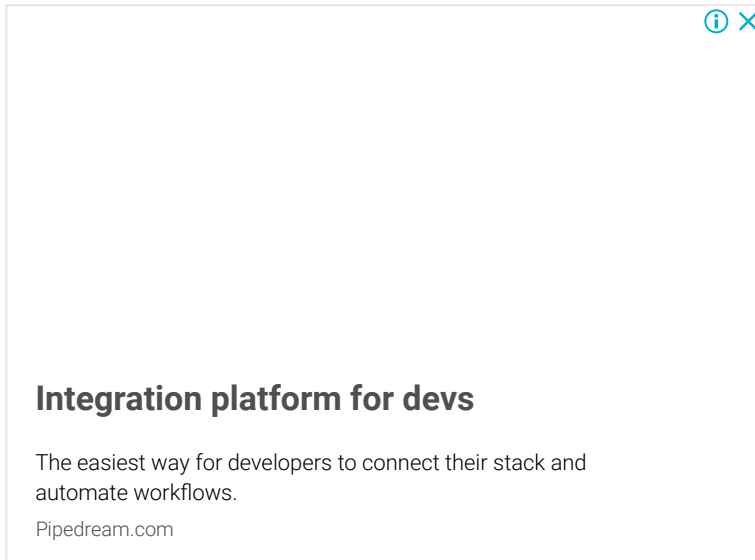 Integration platform for devs
The easiest way for developers to connect their stack and
automate workflows.
Pipedream.com